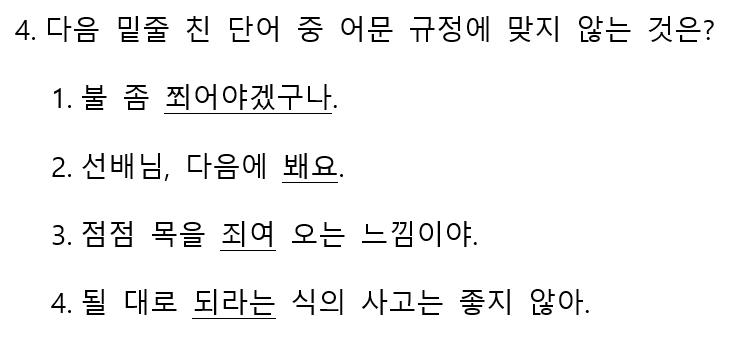 4. 다음 밑줄 친 단어 중 어문 규정에 맞지 않는 것은?
1. 불 좀 쬐어야겠구나.
2. 선배님, 다음에 봬요.
3. 점점 목을 죄여 오는 느낌이야.
4. 될 대로 되라는 식의 사고는 좋지 않아.